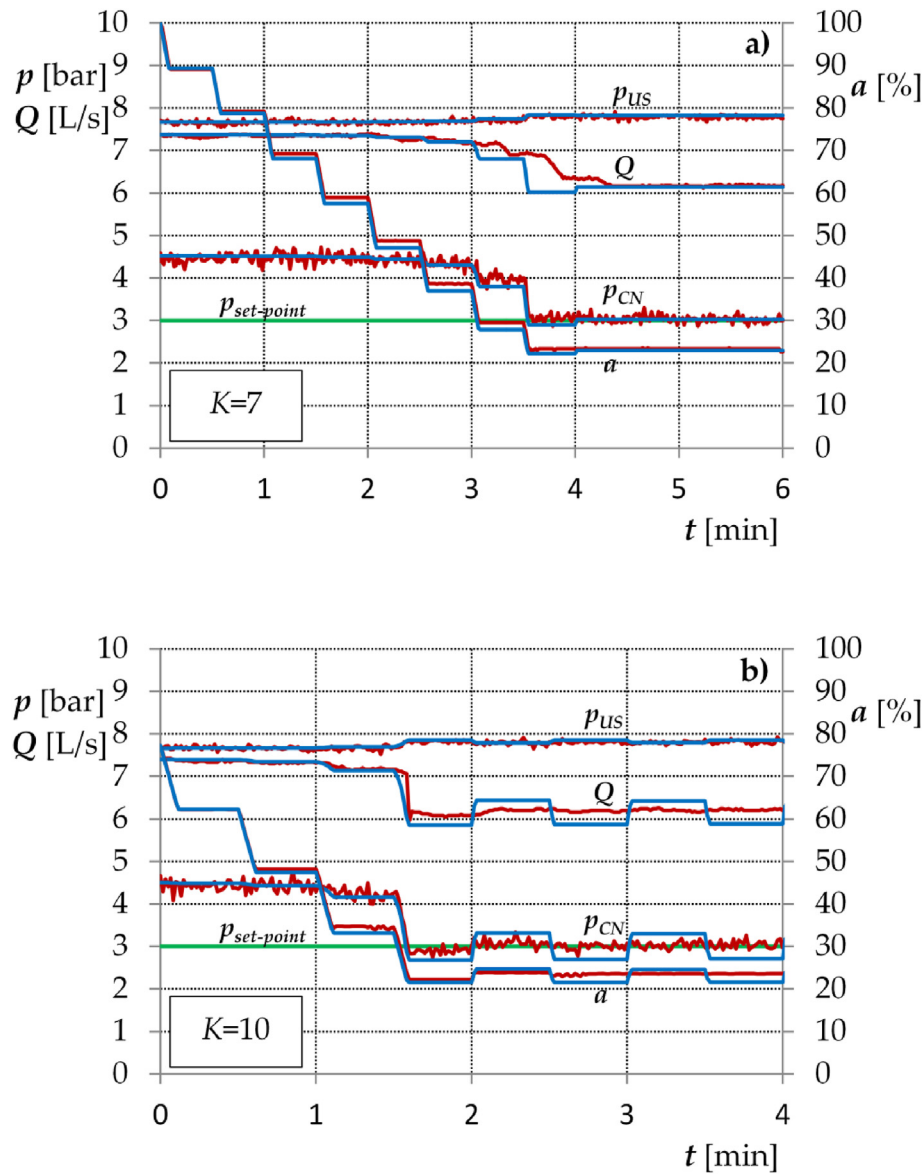 10 100
a)
p [bar] 9 90 a [%]
Q [L/s] 8 pUS 80
7 Q 70
6 60
5 50
4 pset-point pCN 40
3 30
2 a 20
1 K=7 10
0 0
0 1 2 3 4 5 6
t [min]
10 100
b)
9 90
p [bar] 8 pUS 80 a [%]
Q [L/s] 7 70
6 Q 60
5 50
4 40
3 pset-point pCN 30
2 a 20
1 K=10 10
0 0
0 1 2 3 4
t [min]